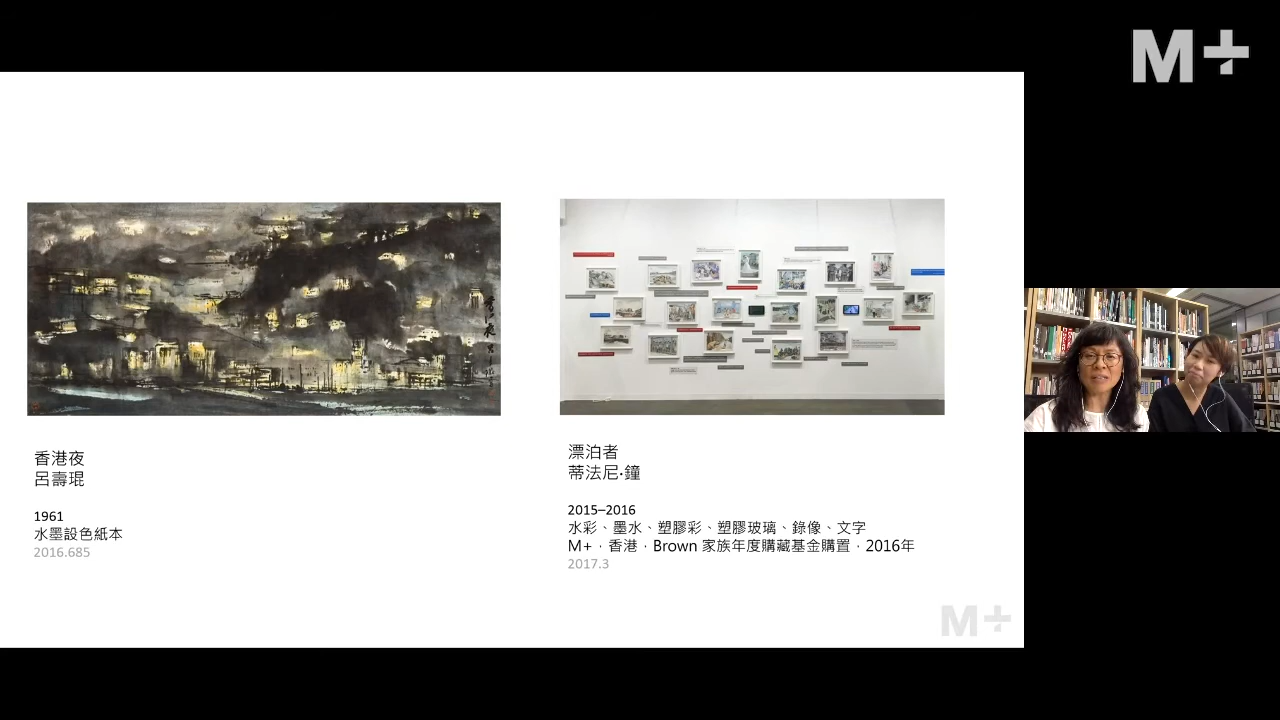 M+
香港夜
呂壽琨
1961
水墨設色紙本
2016.685
漂泊者
蒂法尼·鐘
2015–2016
水彩、墨水、塑膠彩、塑膠玻璃、錄像、文字
M+，香港，Brown 家族年度購藏基金購置，2016年
2017.3
M+